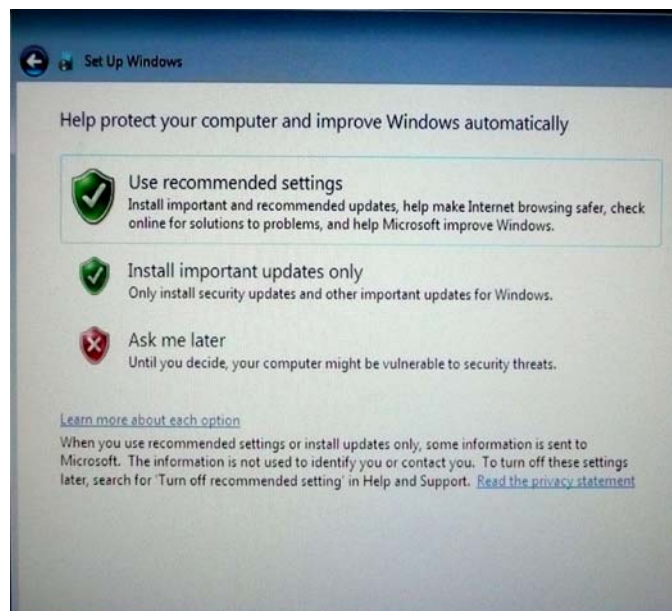 Set Up Windows
Help protect your computer and improve Windows automatically
Use recommended settings
Install important and recommended updates, help make Internet browsing safer, check
online for solutions to problems, and help Microsoft improve Windows.
Install important updates only
Only install security updates and other important updates for Windows.
Ask me later
Until you decide, your computer might be vulnerable to security threats.
Learn more about each option
When you use recommended settings or install updates only, some information is sent to
Microsoft. The information is not used to identify you or contact you. To turn off these settings
later, search for 'Turn off recommended setting' in Help and Support. Read the privacy statement